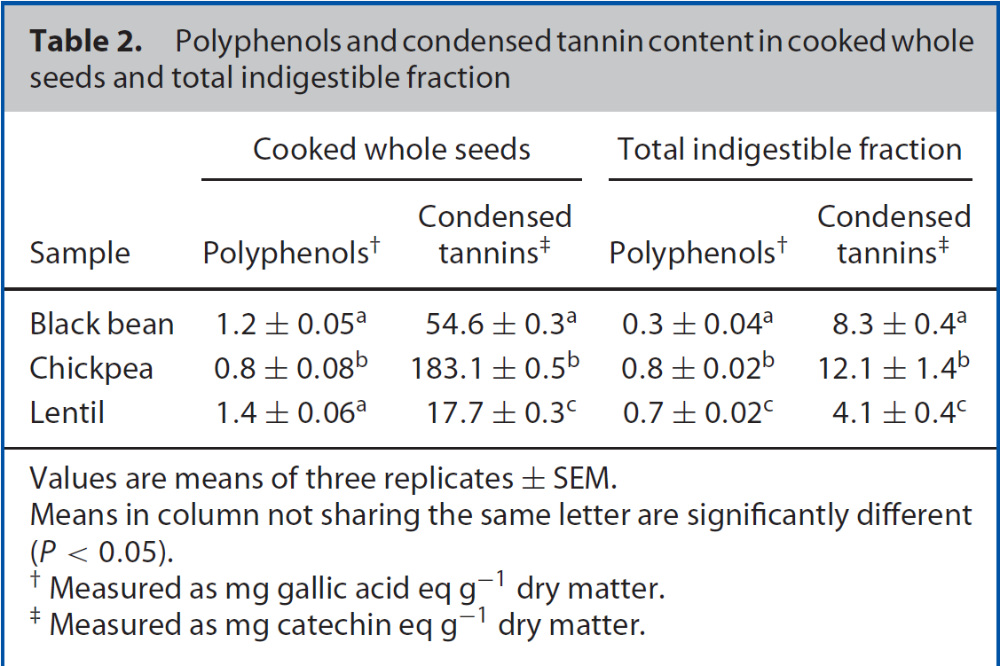 Table 2. Polyphenols and condensed tannin content in cooked whole
seeds and total indigestible fraction
Cooked whole seeds Total indigestible fraction
Condensed Condensed
Sample Polyphenols† tannins‡ Polyphenols† tannins‡
Black bean 1.2 ± 0.05ᵃ 54.6 ± 0.3ᵃ 0.3 ± 0.04ᵃ 8.3 ± 0.4ᵃ
Chickpea 0.8 ± 0.08ᵇ 183.1 ± 0.5ᵇ 0.8 ± 0.02ᵇ 12.1 ± 1.4ᵇ
Lentil 1.4 ± 0.06ᵃ 17.7 ± 0.3ᶜ 0.7 ± 0.02ᶜ 4.1 ± 0.4ᶜ
Values are means of three replicates ± SEM.
Means in column not sharing the same letter are significantly different
(P < 0.05).
† Measured as mg gallic acid eq g⁻¹ dry matter.
‡ Measured as mg catechin eq g⁻¹ dry matter.